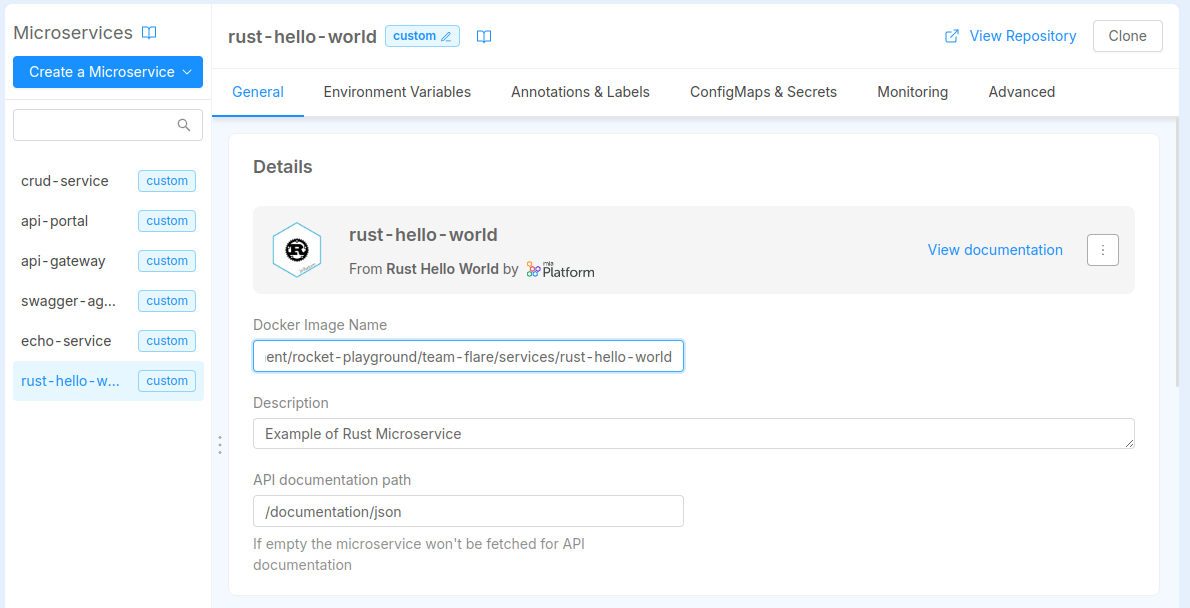 Microservices
Create a Microservice
crud-service custom
api-portal custom
api-gateway custom
swagger-ag... custom
echo-service custom
rust-hello-w... custom
rust-hello-world custom
View Repository
Clone
General Environment Variables Annotations & Labels ConfigMaps & Secrets Monitoring Advanced
Details
rust-hello-world
From Rust Hello World by mia Platform
View documentation
Docker Image Name
ent/rocket-playground/team-flare/services/rust-hello-world
Description
Example of Rust Microservice
API documentation path
/documentation/json
If empty the microservice won't be fetched for API
documentation